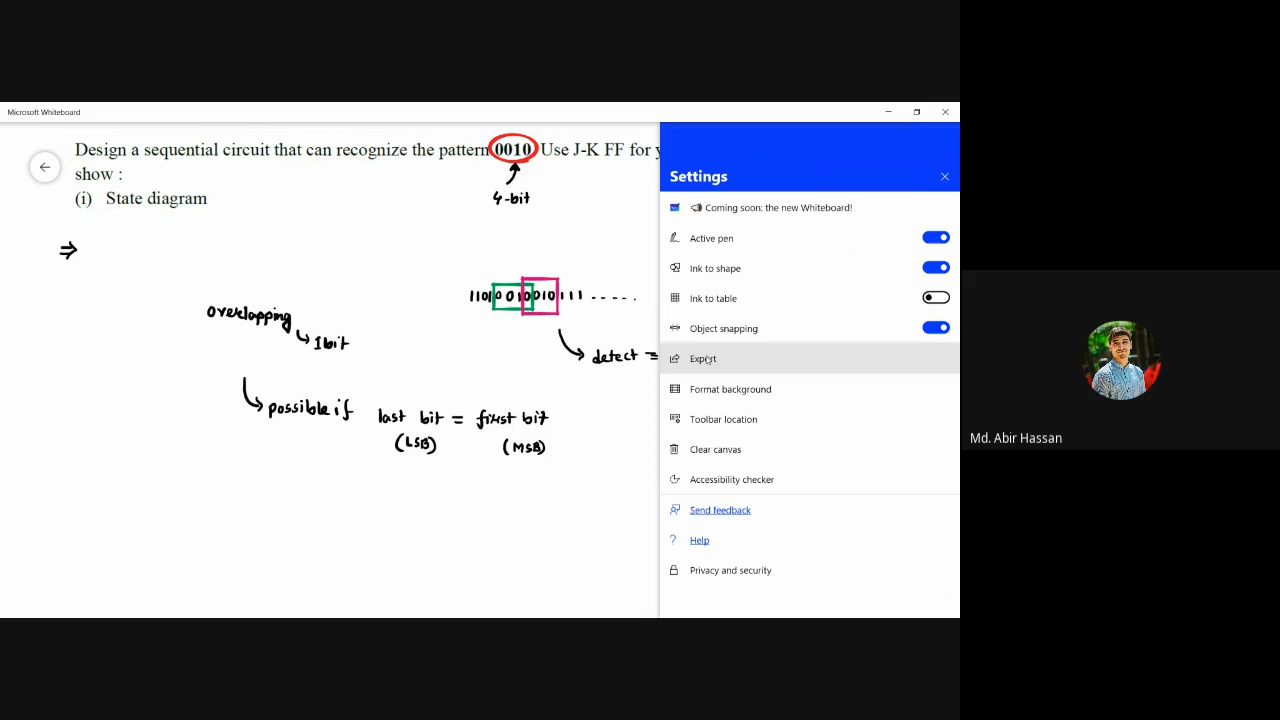 Microsoft Whiteboard
Design a sequential circuit that can recognize the pattern 0010 Use J-K FF for y
show :
4-bit
(i) State diagram
⇒
11010010010111.....
overlapping
1 bit
detect =
possible if last bit = first bit
(LSB) (MSB)
Settings
Coming soon: the new Whiteboard!
Active pen
Ink to shape
Ink to table
Object snapping
Export
Format background
Toolbar location
Clear canvas
Accessibility checker
Send feedback
Help
Privacy and security
Md. Abir Hassan